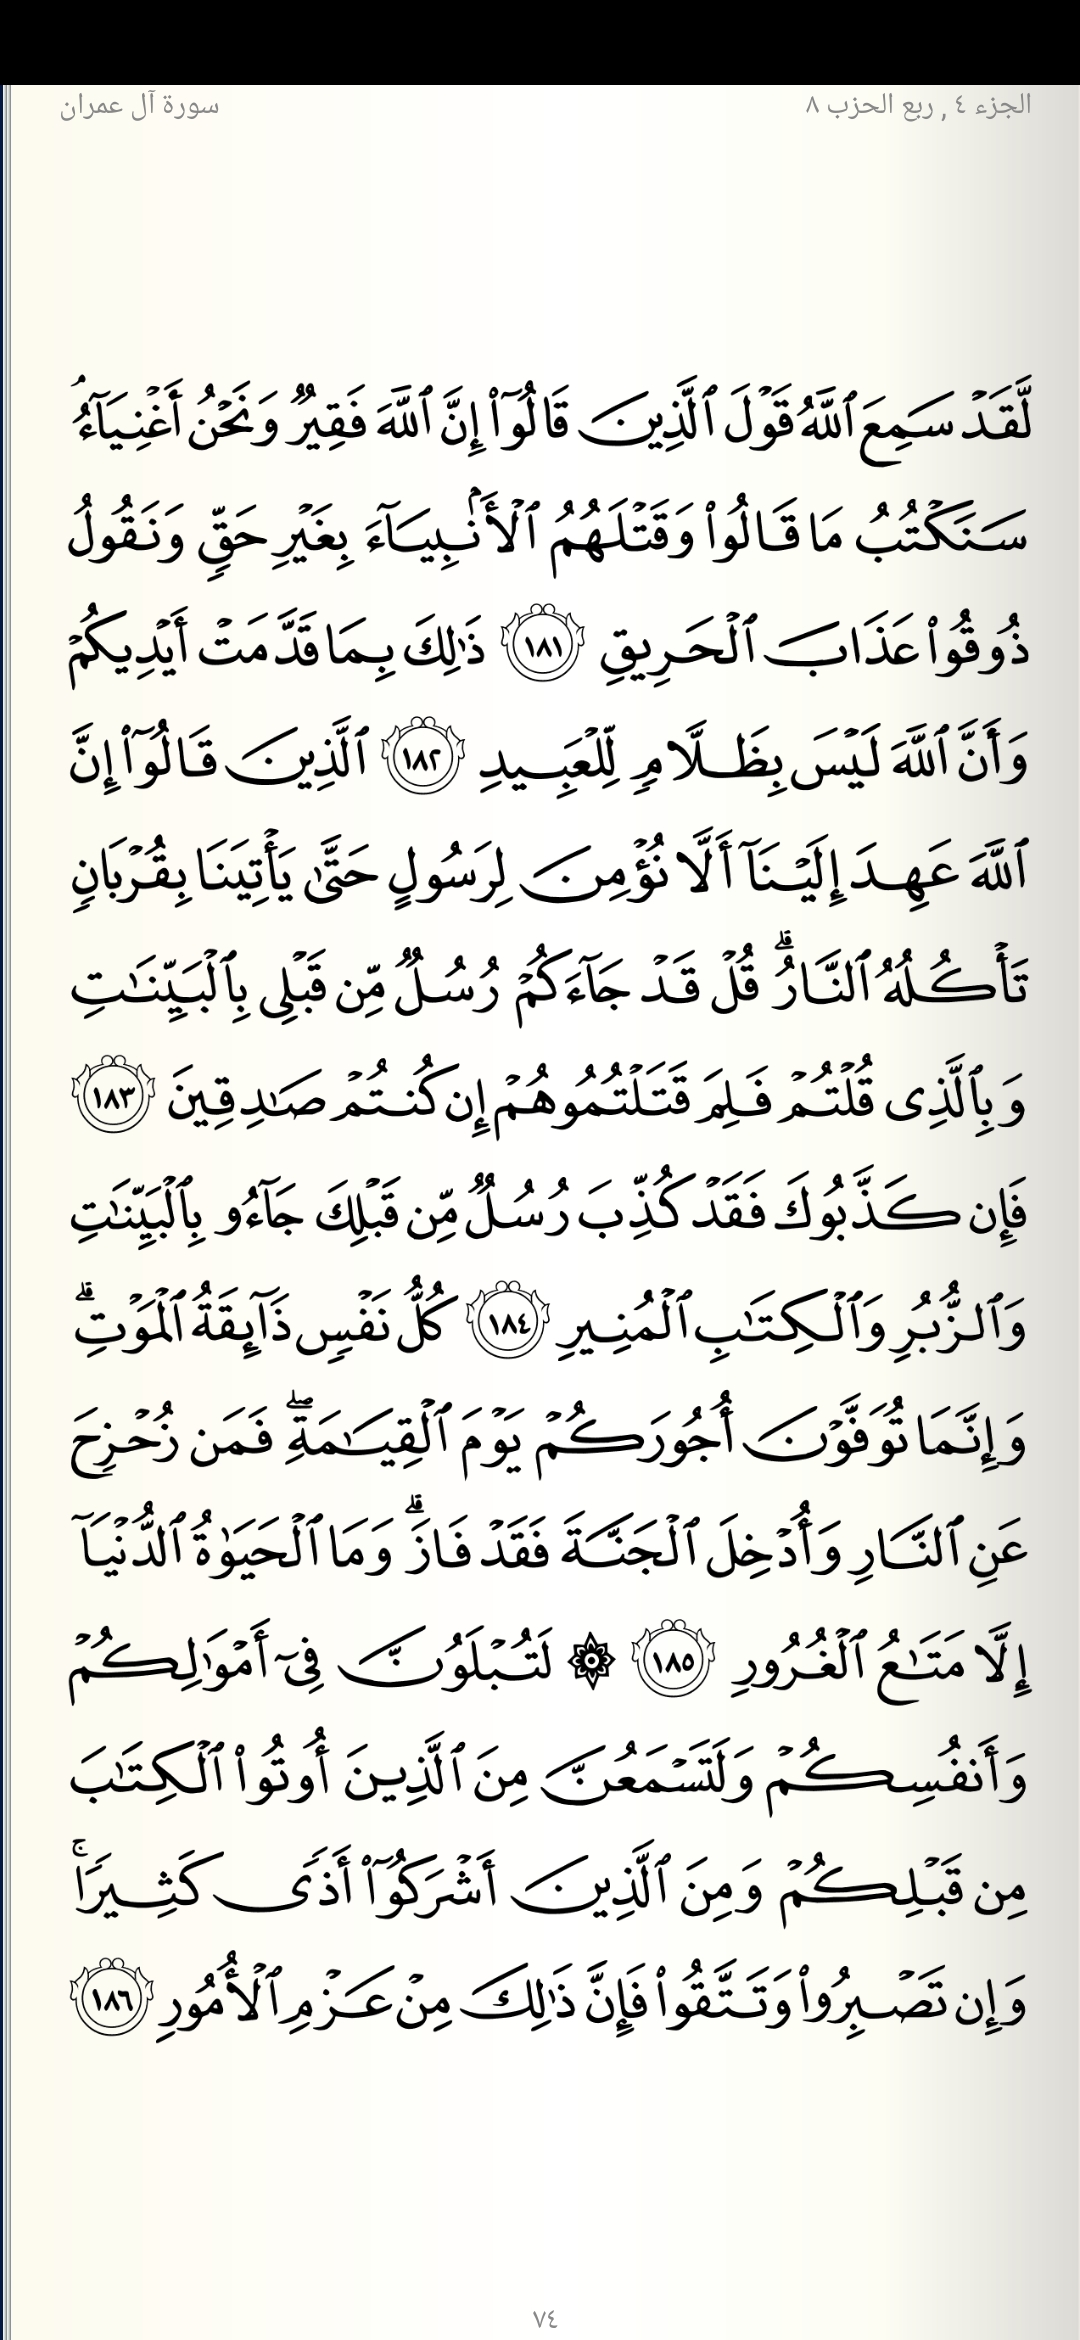 الجزء ٤ , ربع الحزب ٨
سورة آل عمران
لَّقَدۡ سَمِعَ ٱللَّهُ قَوۡلَ ٱلَّذِينَ قَالُوٓاْ إِنَّ ٱللَّهَ فَقِيرٞ وَنَحۡنُ أَغۡنِيَآءُۘ
سَنَكۡتُبُ مَا قَالُواْ وَقَتۡلَهُمُ ٱلۡأَنۢبِيَآءَ بِغَيۡرِ حَقّٖ وَنَقُولُ
ذُوقُواْ عَذَابَ ٱلۡحَرِيقِ ١٨١ ذَٰلِكَ بِمَا قَدَّمَتۡ أَيۡدِيكُمۡ
وَأَنَّ ٱللَّهَ لَيۡسَ بِظَلَّامٖ لِّلۡعَبِيدِ ١٨٢ ٱلَّذِينَ قَالُوٓاْ إِنَّ
ٱللَّهَ عَهِدَ إِلَيۡنَآ أَلَّا نُؤۡمِنَ لِرَسُولٍ حَتَّىٰ يَأۡتِيَنَا بِقُرۡبَانٖ
تَأۡكُلُهُ ٱلنَّارُۗ قُلۡ قَدۡ جَآءَكُمۡ رُسُلٞ مِّن قَبۡلِي بِٱلۡبَيِّنَٰتِ
وَبِٱلَّذِي قُلۡتُمۡ فَلِمَ قَتَلۡتُمُوهُمۡ إِن كُنتُمۡ صَٰدِقِينَ ١٨٣
فَإِن كَذَّبُوكَ فَقَدۡ كُذِّبَ رُسُلٞ مِّن قَبۡلِكَ جَآءُو بِٱلۡبَيِّنَٰتِ
وَٱلزُّبُرِ وَٱلۡكِتَٰبِ ٱلۡمُنِيرِ ١٨٤ كُلُّ نَفۡسٖ ذَآئِقَةُ ٱلۡمَوۡتِۗ
وَإِنَّمَا تُوَفَّوۡنَ أُجُورَكُمۡ يَوۡمَ ٱلۡقِيَٰمَةِۖ فَمَن زُحۡزِحَ
عَنِ ٱلنَّارِ وَأُدۡخِلَ ٱلۡجَنَّةَ فَقَدۡ فَازَۗ وَمَا ٱلۡحَيَوٰةُ ٱلدُّنۡيَآ
إِلَّا مَتَٰعُ ٱلۡغُرُورِ ١٨٥ ۞ لَتُبۡلَوُنَّ فِيٓ أَمۡوَٰلِكُمۡ
وَأَنفُسِكُمۡ وَلَتَسۡمَعُنَّ مِنَ ٱلَّذِينَ أُوتُواْ ٱلۡكِتَٰبَ
مِن قَبۡلِكُمۡ وَمِنَ ٱلَّذِينَ أَشۡرَكُوٓاْ أَذٗى كَثِيرٗاۚ
وَإِن تَصۡبِرُواْ وَتَتَّقُواْ فَإِنَّ ذَٰلِكَ مِنۡ عَزۡمِ ٱلۡأُمُورِ ١٨٦
٧٤